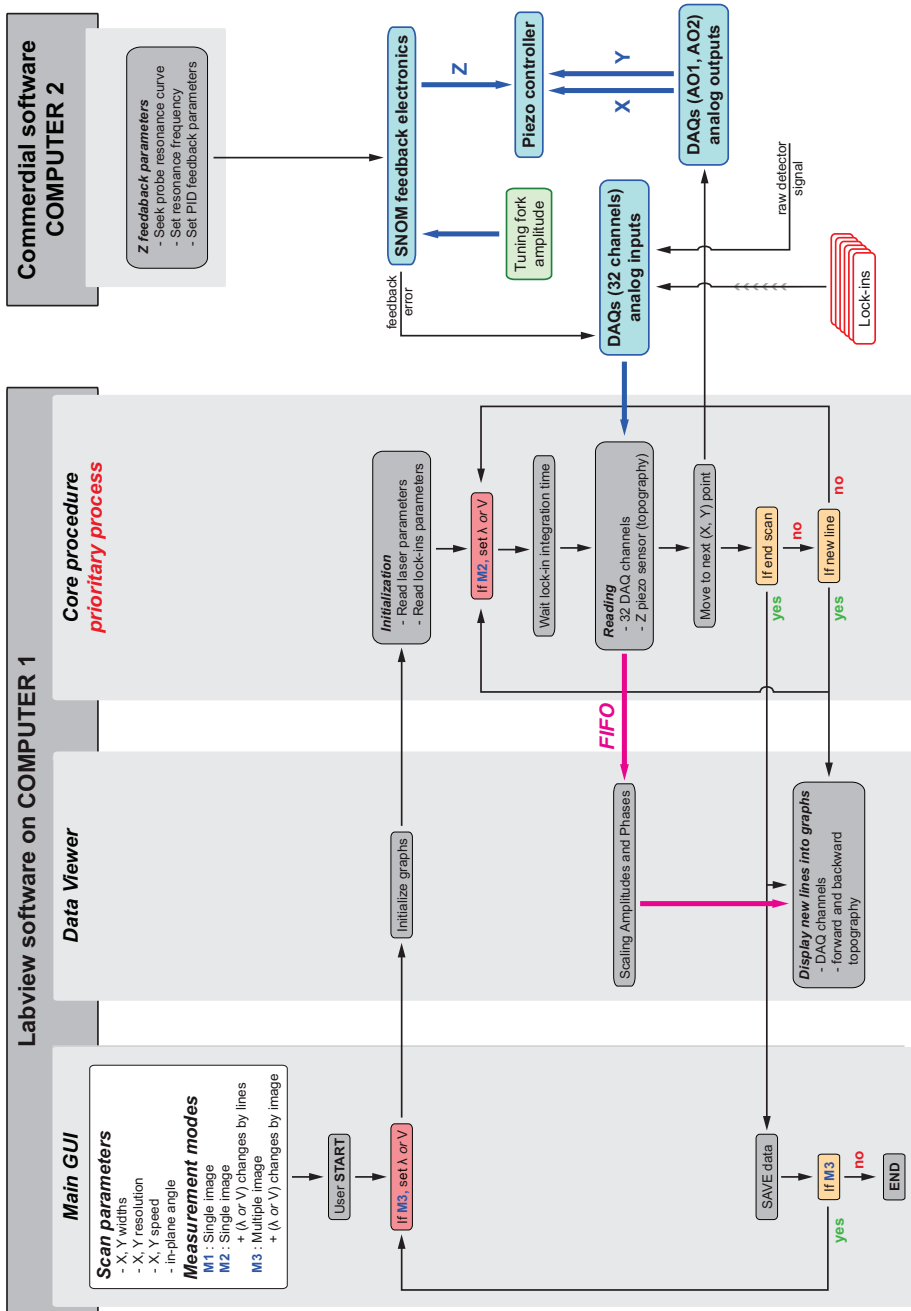 Labview software on COMPUTER 1
Main GUI
Scan parameters
- X, Y widths
- X, Y resolution
- X, Y speed
- in-plane angle
Measurement modes
M1 : Single image
M2 : Single image
+ (λ or V) changes by lines
M3 : Multiple image
+ (λ or V) changes by image
User START
If M3, set λ or V
SAVE data
If M3
yes
no
END
Data Viewer
Initialize graphs
Scaling Amplitudes and Phases
FIFO
Display new lines into graphs
- DAQ channels
- forward and backward
topography
Core procedure
prioritary process
Initialization
- Read laser parameters
- Read lock-ins parameters
If M2, set λ or V
Wait lock-in integration time
Reading
- 32 DAQ channels
- Z piezo sensor (topography)
Move to next (X, Y) point
If end scan
yes
no
If new line
yes
no
Commerdial software
COMPUTER 2
Z feedaback parameters
- Seek probe resonance curve
- Set resonance frequency
- Set PID feedback parameters
SNOM feedback electronics
feedback
error
Z
Tuning fork
amplitude
Piezo controller
X
Y
DAQs (32 channels)
analog inputs
DAQs (AO1, AO2)
analog outputs
raw detector
signal
Lock-ins